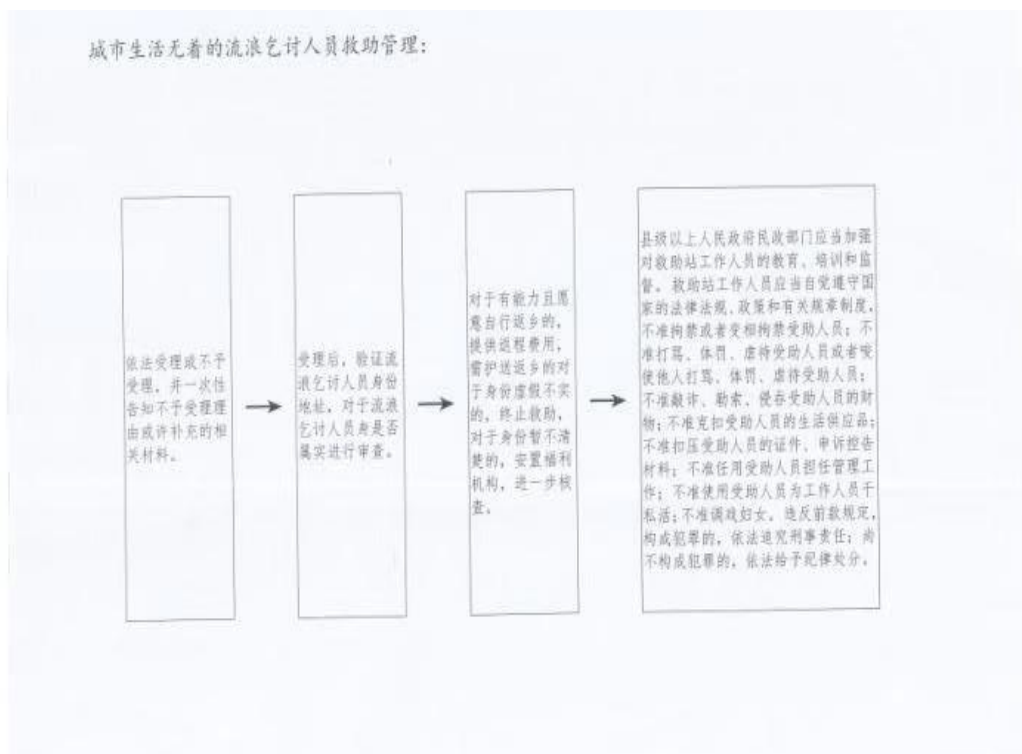 城市生活无着的流浪乞讨人员救助管理：
依法受理或不予
受理，并一次性
告知不予受理理
由或许补充的相
关材料。
受理后，验证流
浪乞讨人员身份
地址，对于流浪
乞讨人员身是否
属实进行审查。
对于有能力且愿
意自行返乡的，
提供返程费用，
需护送返乡的对
于身份虚假不实
的，终止救助，
对于身份暂不清
楚的，安置福利
机构，进一步核
查。
县级以上人民政府民政部门应当加强
对救助站工作人员的教育、培训和监
督。救助站工作人员应当自觉遵守国
家的法律法规、政策和有关规章制度，
不准拘禁或者变相拘禁受助人员；不
准打骂、体罚、虐待受助人员或者唆
使他人打骂、体罚、虐待受助人员；
不准敲诈、勒索、侵吞受助人员的财
物；不准克扣受助人员的生活供应品；
不准扣压受助人员的证件、申诉控告
材料；不准任用受助人员担任管理工
作；不准使用受助人员为工作人员干
私活；不准调戏妇女。违反前款规定，
构成犯罪的，依法追究刑事责任；尚
不构成犯罪的，依法给予纪律处分。